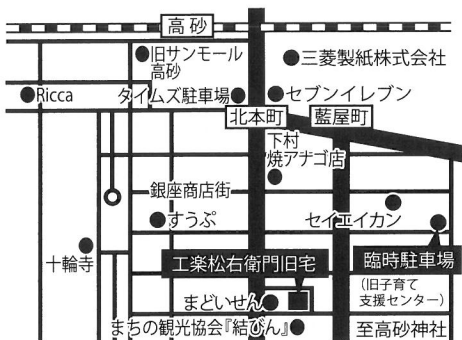 高砂
旧サンモール
高砂
三菱製紙株式会社
Ricca
タイムズ駐車場
セブンイレブン
北本町
藍屋町
下村
焼アナゴ店
銀座商店街
すうぷ
セイエイカン
十輪寺
工楽松右衛門旧宅
臨時駐車場
(旧子育て
支援センター)
まどいせん
まちの観光協会『結びん』
至高砂神社